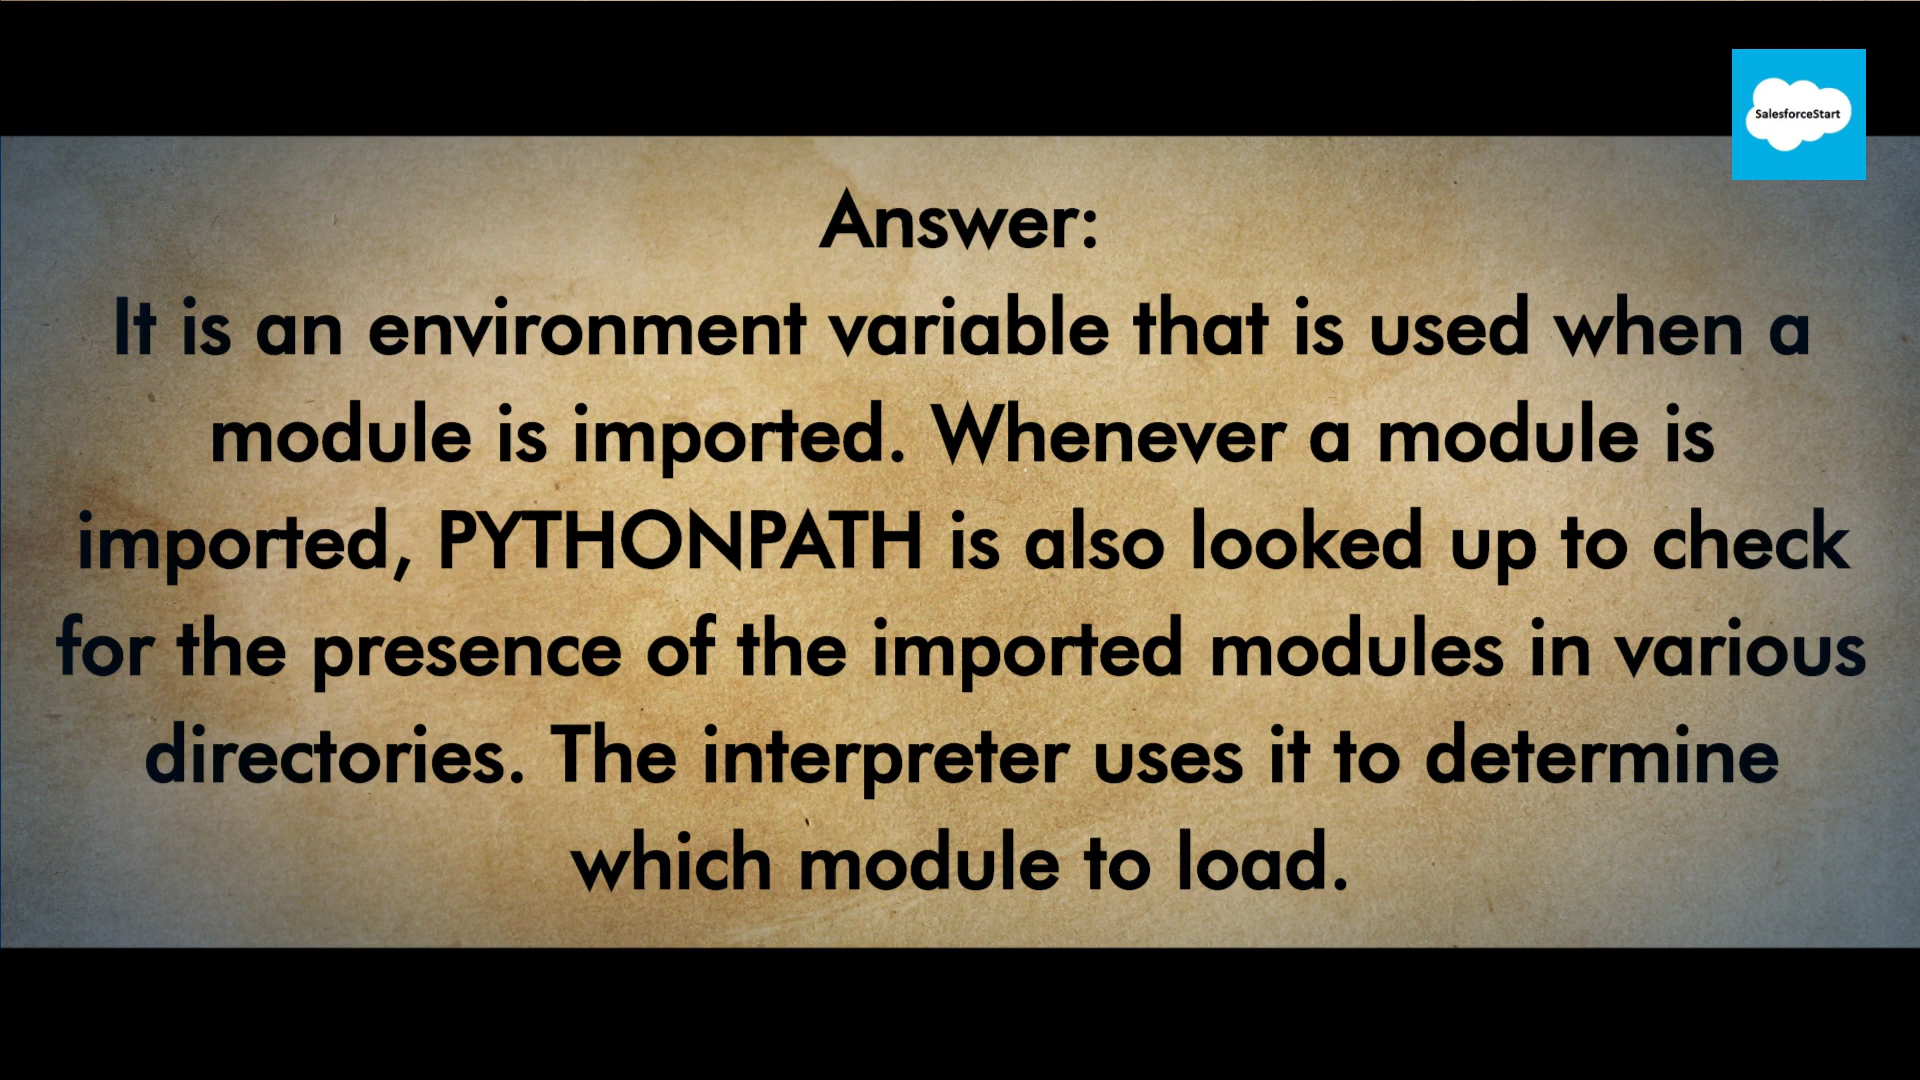 SalesforceStart
Answer:
It is an environment variable that is used when a
module is imported. Whenever a module is
imported, PYTHONPATH is also looked up to check
for the presence of the imported modules in various
directories. The interpreter uses it to determine
which module to load.